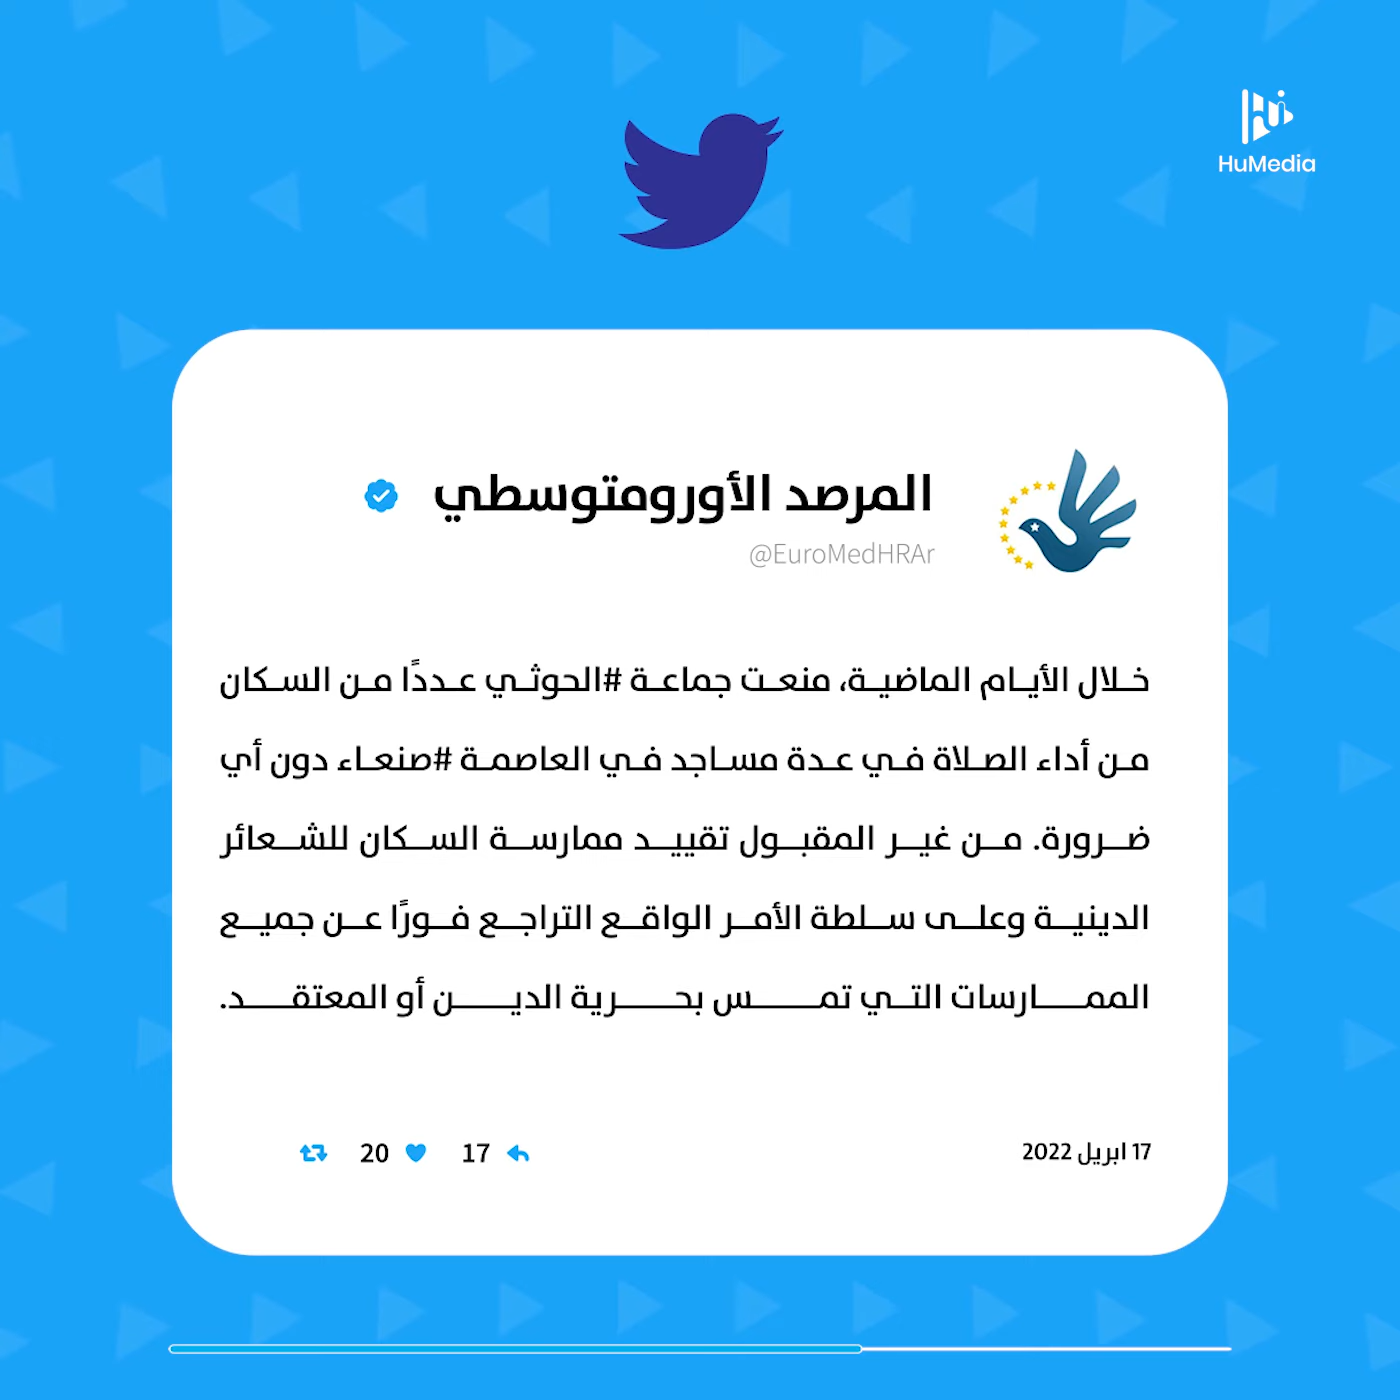 HuMedia
المرصد الأورومتوسطي
@EuroMedHRAr
خلال الأيام الماضية، منعت جماعة #الحوثي عددًا من السكان
من أداء الصلاة في عدة مساجد في العاصمة #صنعاء دون أي
ضرورة. من غير المقبول تقييد ممارسة السكان للشعائر
الدينية وعلى سلطة الأمر الواقع التراجع فورًا عن جميع
الممارسات التي تمس بحرية الدين أو المعتقد.
17 ابريل 2022
17
20